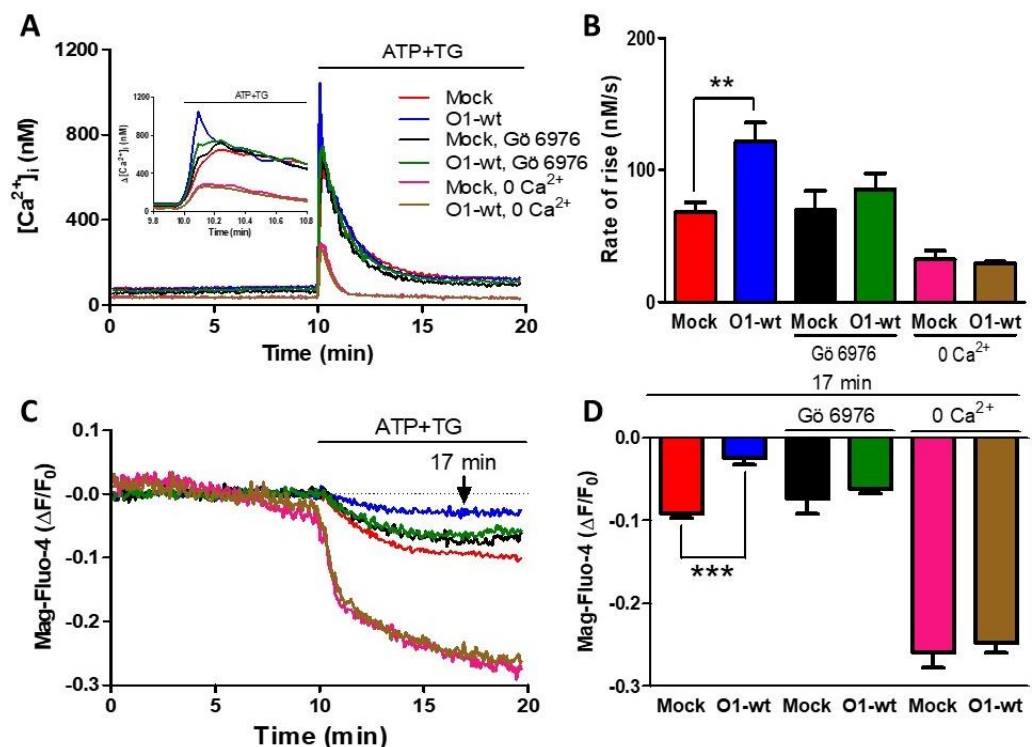 A
ATP+TG
1200
800
400
0
[Ca²⁺]ᵢ (nM)
0
5
10
15
20
Time (min)
Mock
O1-wt
Mock, Gö 6976
O1-wt, Gö 6976
Mock, 0 Ca²⁺
O1-wt, 0 Ca²⁺
ATP+TG
1200
800
400
0
Δ [Ca²⁺]ᵢ (nM)
9.8
10.0
10.2
10.4
10.6
10.8
Time (min)
B
200
100
0
Rate of rise (nM/s)
**
Mock O1-wt Mock O1-wt Mock O1-wt
Gö 6976
0 Ca²⁺
C
ATP+TG
17 min
0.1
-0.0
-0.1
-0.2
-0.3
Mag-Fluo-4 (ΔF/F₀)
0
5
10
15
20
Time (min)
D
17 min
Gö 6976
0 Ca²⁺
0.0
-0.1
-0.2
-0.3
Mag-Fluo-4 (ΔF/F₀)
***
Mock O1-wt Mock O1-wt Mock O1-wt